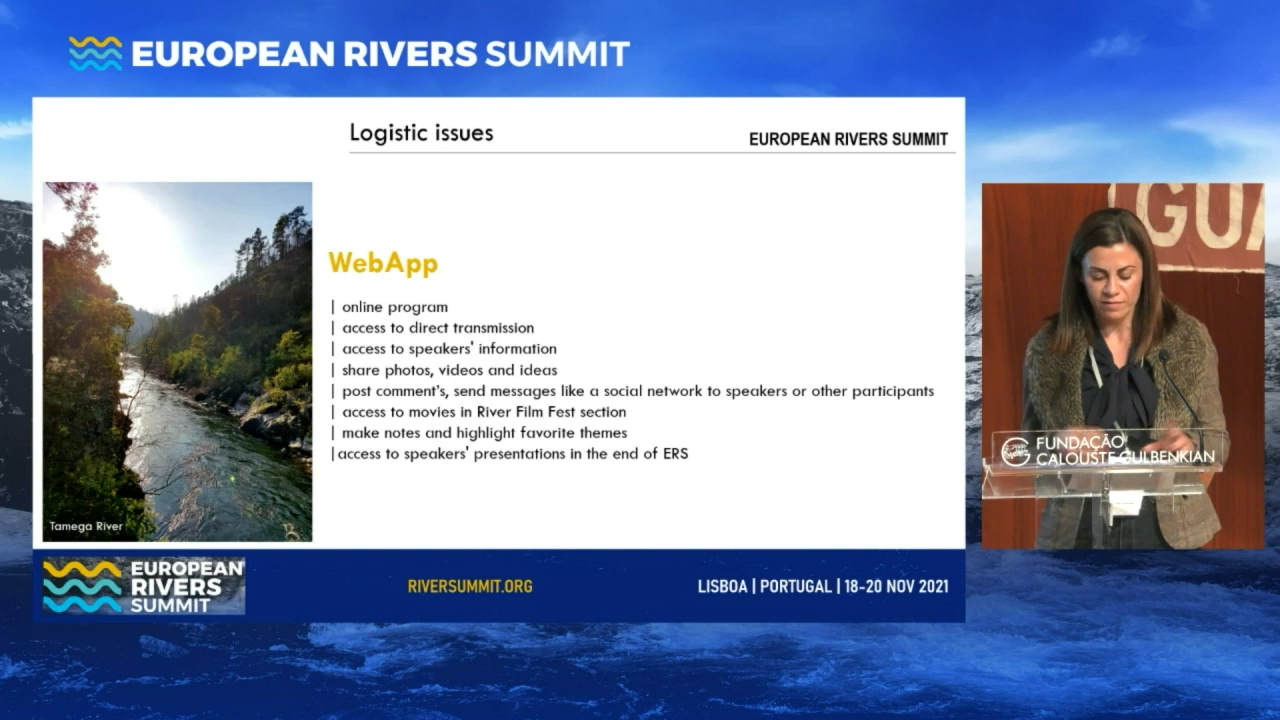 EUROPEAN RIVERS SUMMIT
Logistic issues
EUROPEAN RIVERS SUMMIT
WebApp
| online program
| access to direct transmission
| access to speakers' information
| share photos, videos and ideas
| post comment's, send messages like a social network to speakers or other participants
| access to movies in River Film Fest section
| make notes and highlight favorite themes
|access to speakers' presentations in the end of ERS
Tamega River
EUROPEAN
RIVERS
SUMMIT
RIVERSUMMIT.ORG
LISBOA | PORTUGAL | 18-20 NOV 2021
FUNDAÇÃO
CALOUSTE GULBENKIAN